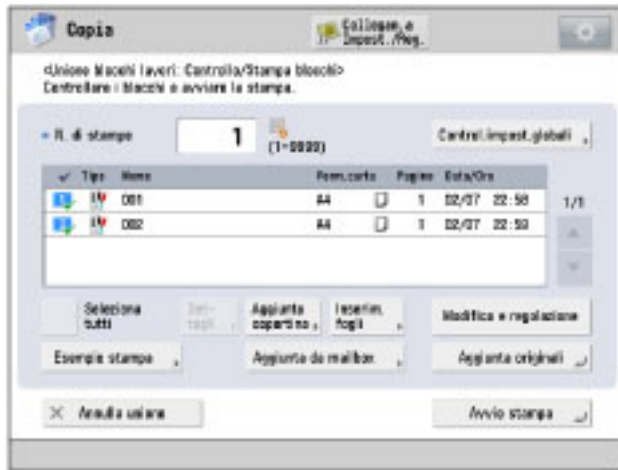 Copia
Collegam.a
Impost./Reg.
<Unione blocchi lavori: Controllo/Stampa blocchi>
Controllare i blocchi e avviare la stampa.
N. di stampe
1
(1-9999)
Control.impost.globali
Tipo Nome Form.carta Pagine Data/Ora
001 A4 1 02/07 22:58
002 A4 1 02/07 22:59
1/1
Seleziona
tutti
Det-
tagli
Aggiunta
copertine
Inserim.
fogli
Modifica e regolazione
Esempio stampa
Aggiunta da mailbox
Aggiunta originali
Annulla unione
Avvio stampa